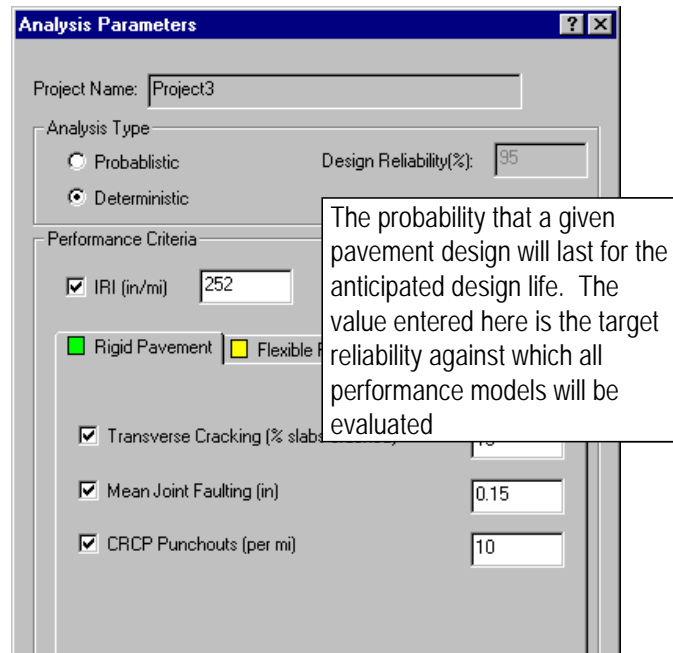 Analysis Parameters
Project Name: Project3
Analysis Type
Probablistic
Design Reliability(%): 95
Deterministic
The probability that a given
pavement design will last for the
anticipated design life. The
value entered here is the target
reliability against which all
performance models will be
evaluated
Performance Criteria
IRI (in/mi) 252
Rigid Pavement Flexible
Transverse Cracking (% slabs
Mean Joint Faulting (in) 0.15
CRCP Punchouts (per mi) 10